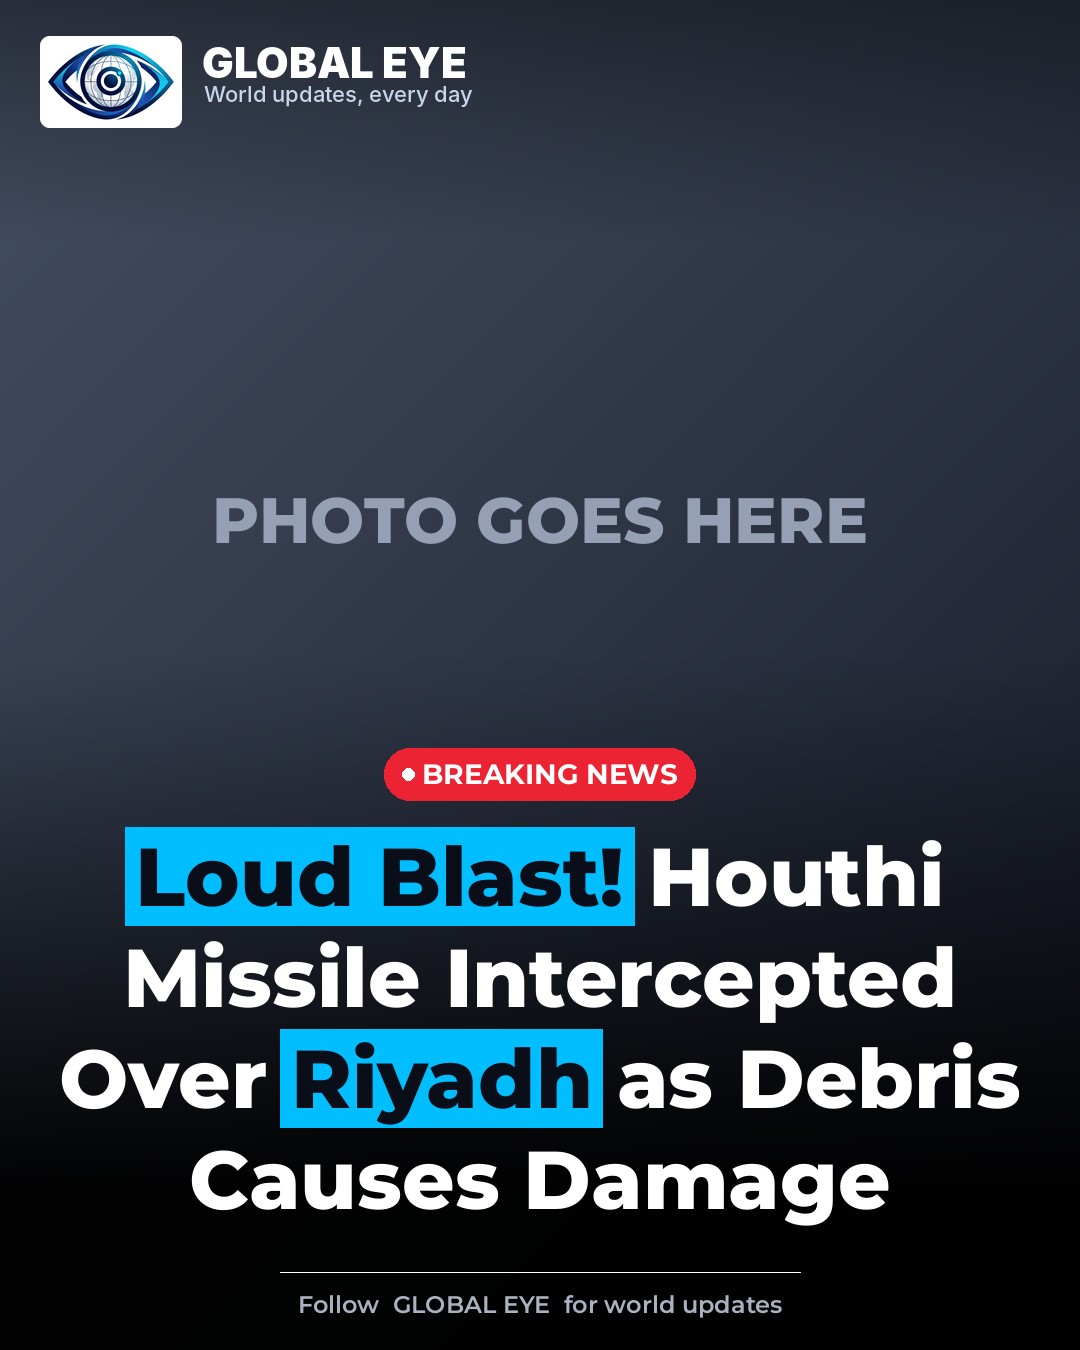 GLOBAL EYE
World updates, every day
PHOTO GOES HERE
BREAKING NEWS
Loud Blast! Houthi
Missile Intercepted
Over Riyadh as Debris
Causes Damage
Follow GLOBAL EYE for world updates